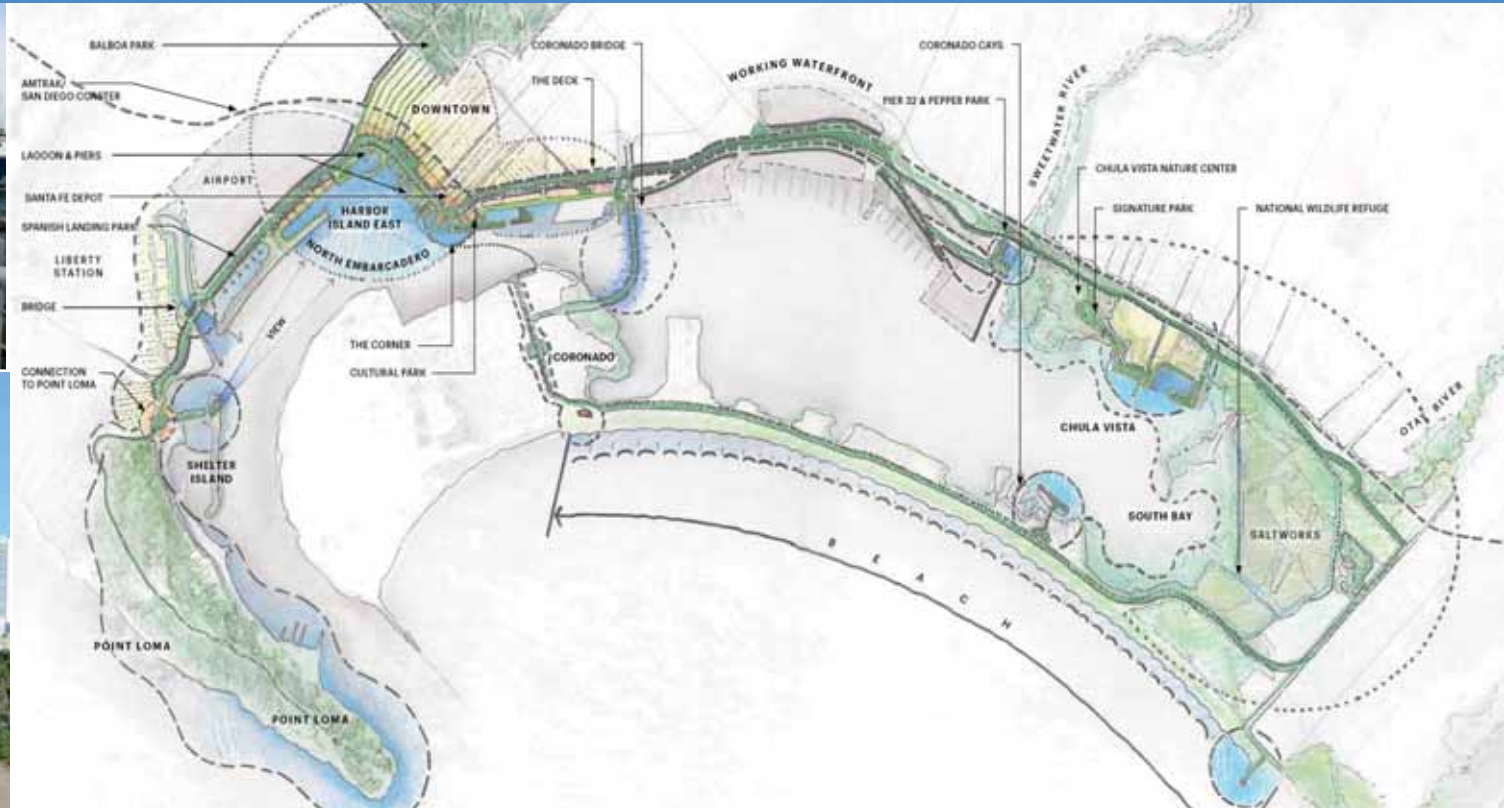 BALBOA PARK
AMTRAK/
SAN DIEGO COASTER
LAGOON & PIERS
AIRPORT
SANTA FE DEPOT
SPANISH LANDING PARK
LIBERTY
STATION
BRIDGE
CONNECTION
TO POINT LOMA
DOWNTOWN
HARBOR
ISLAND EAST
NORTH EMBARCADERO
VIEW
SHELTER
ISLAND
POINT LOMA
POINT LOMA
CORONADO BRIDGE
THE DECK
WORKING WATERFRONT
THE CORNER
CULTURAL PARK
CORONADO
CORONADO CAYS
PIER 32 & PEPPER PARK
SWEETWATER RIVER
CHULA VISTA NATURE CENTER
SIGNATURE PARK
NATIONAL WILDLIFE REFUGE
OTAY RIVER
CHULA VISTA
SOUTH BAY
SALTWORKS
BEACH